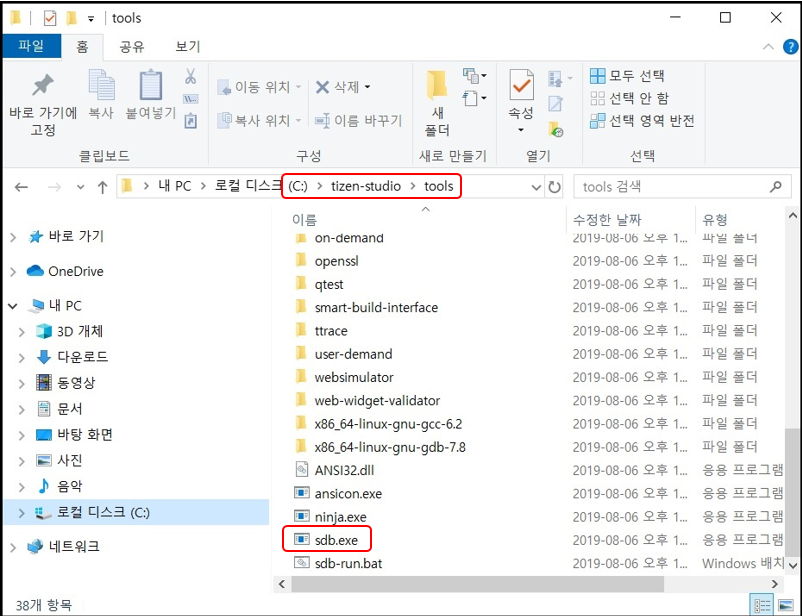 tools
파일 홈 공유 보기
바로 가기에 고정
복사
붙여넣기
이동 위치
복사 위치
삭제
이름 바꾸기
새 폴더
속성
모두 선택
선택 안 함
선택 영역 반전
클립보드 구성 새로 만들기 열기 선택
내 PC 로컬 디스크 (C:) tizen-studio tools
tools 검색
바로 가기
OneDrive
내 PC
3D 개체
다운로드
동영상
문서
바탕 화면
사진
음악
로컬 디스크 (C:)
네트워크
이름 수정한 날짜 유형
on-demand 2019-08-06 오후 1... 파일 폴더
openssl 2019-08-06 오후 1... 파일 폴더
qtest 2019-08-06 오후 1... 파일 폴더
smart-build-interface 2019-08-06 오후 1... 파일 폴더
ttrace 2019-08-06 오후 1... 파일 폴더
user-demand 2019-08-06 오후 1... 파일 폴더
websimulator 2019-08-06 오후 1... 파일 폴더
web-widget-validator 2019-08-06 오후 1... 파일 폴더
x86_64-linux-gnu-gcc-6.2 2019-08-06 오후 1... 파일 폴더
x86_64-linux-gnu-gdb-7.8 2019-08-06 오후 1... 파일 폴더
ANSI32.dll 2019-08-06 오후 1... 응용 프로그램
ansicon.exe 2019-08-06 오후 1... 응용 프로그램
ninja.exe 2019-08-06 오후 1... 응용 프로그램
sdb.exe 2019-08-06 오후 1... 응용 프로그램
sdb-run.bat 2019-08-06 오후 1... Windows 배치
38개 항목